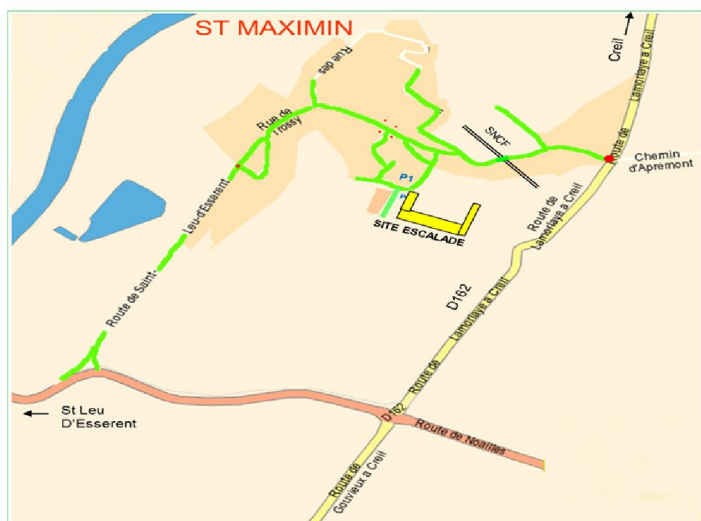 ST MAXIMIN
Creil
Rue des
Lamorlaye à Creil
Rue de
Trossy
SNCF
Route de
Chemin
d'Apremont
P1
P
Leu-d'Esserent
SITE ESCALADE
Route de
Lamorlaye à Creil
Route de Saint-
D162
Lamorlaye à Creil
Route de
St Leu
D'Esserent
D162
Route de Noailles
Route de
Gouvieux à Creil